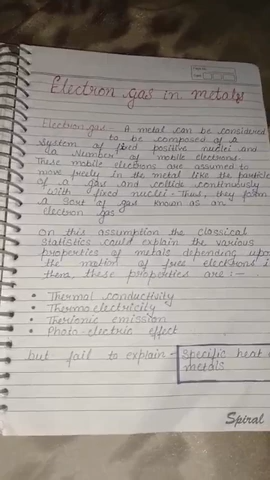 Electron gas in metals
Electron gas - A metal can be considered
to be composed of a
system of fixed positive nuclei and
a number of mobile electrons.
These mobile electrons are assumed to
move freely in the metal like the particle
of a gas and collide continuously
with fixed nuclei. Thus, they form
a sort of gas known as an
electron gas
On this assumption the classical
statistics could explain the various
properties of metals depending upon
the motion of free electrons i
them, these properties are :-
• Thermal conductivity
• Thermo electricity
• Therionic emission
• Photo-electric effect
but fail to explain - Specific heat
metals
Spiral